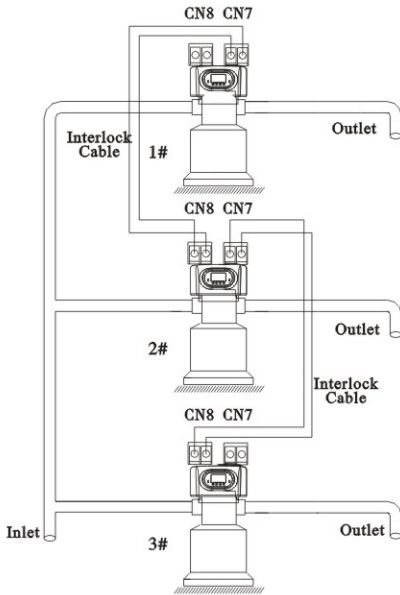 CN8 CN7
Outlet
Interlock
Cable
1#
CN8 CN7
Outlet
2#
Interlock
Cable
CN8 CN7
Inlet
Outlet
3#